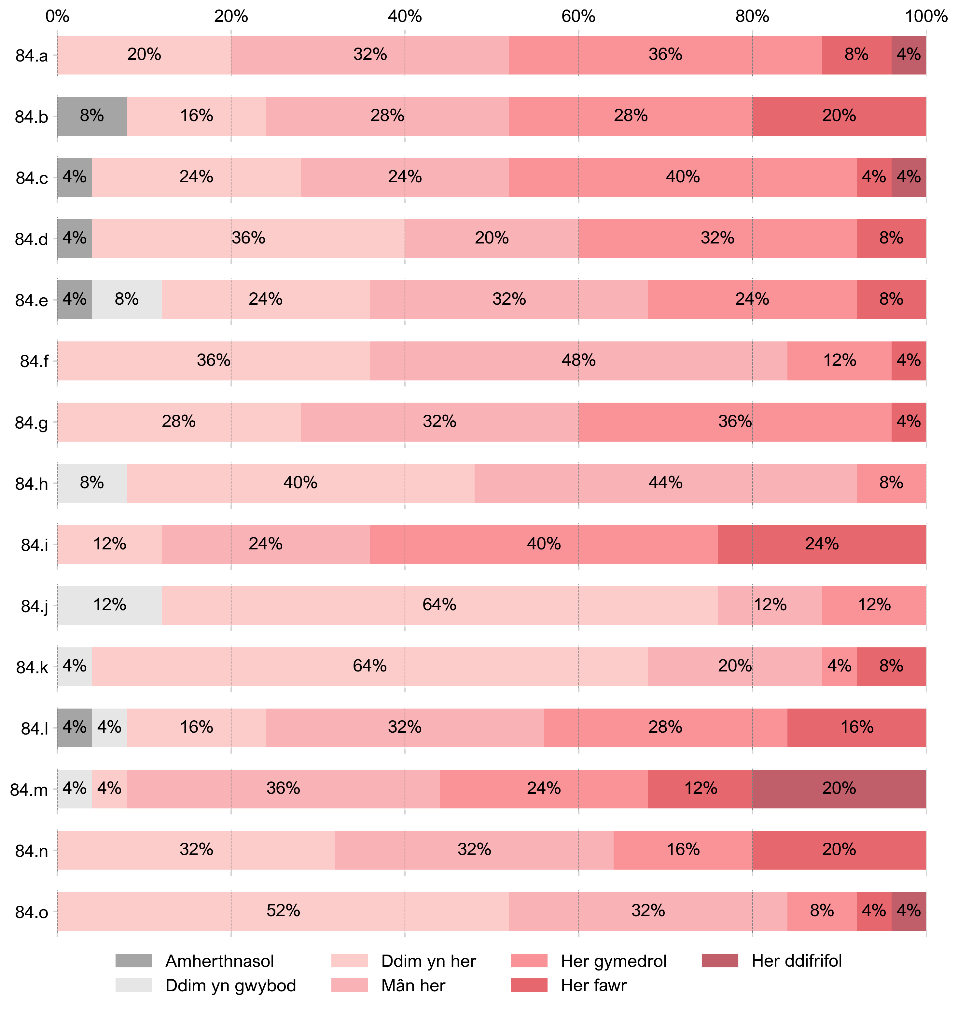 0% 20% 40% 60% 80% 100%
84.a 20% 32% 36% 8% 4%
84.b 8% 16% 28% 28% 20%
84.c 4% 24% 24% 40% 4% 4%
84.d 4% 36% 20% 32% 8%
84.e 4% 8% 24% 32% 24% 8%
84.f 36% 48% 12% 4%
84.g 28% 32% 36% 4%
84.h 8% 40% 44% 8%
84.i 12% 24% 40% 24%
84.j 12% 64% 12% 12%
84.k 4% 64% 20% 4% 8%
84.l 4% 4% 16% 32% 28% 16%
84.m 4% 4% 36% 24% 12% 20%
84.n 32% 32% 16% 20%
84.o 52% 32% 8% 4% 4%
Amherthnasol Ddim yn her Her gymedrol Her ddifrifol
Ddim yn gwybod Mân her Her fawr